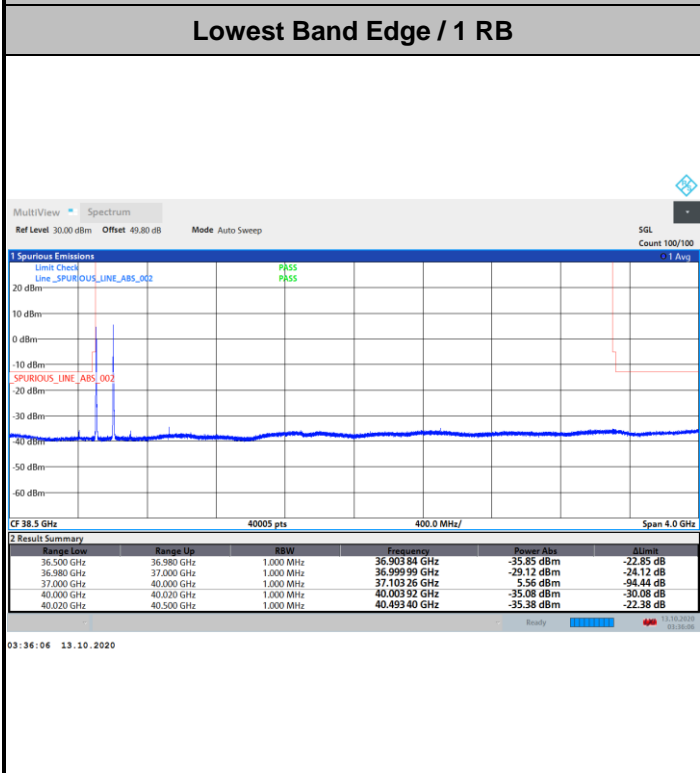 Lowest Band Edge / 1 RB
MultiView Spectrum
Ref Level 30.00 dBm Offset 49.80 dB Mode Auto Sweep SGL
Count 100/100
1 Spurious Emissions 1 Avg
Limit Check PASS
Line _SPURIOUS_LINE_ABS_002 PASS
20 dBm
10 dBm
0 dBm
-10 dBm
_SPURIOUS_LINE_ABS_002
-20 dBm
-30 dBm
-40 dBm
-50 dBm
-60 dBm
CF 38.5 GHz 40005 pts 400.0 MHz/ Span 4.0 GHz
2 Result Summary
Range Low Range Up RBW Frequency Power Abs ΔLimit
36.500 GHz 36.980 GHz 1.000 MHz 36.903 84 GHz -35.85 dBm -22.85 dB
36.980 GHz 37.000 GHz 1.000 MHz 36.999 99 GHz -29.12 dBm -24.12 dB
37.000 GHz 40.000 GHz 1.000 MHz 37.103 26 GHz 5.56 dBm -94.44 dB
40.000 GHz 40.020 GHz 1.000 MHz 40.003 92 GHz -35.08 dBm -30.08 dB
40.020 GHz 40.500 GHz 1.000 MHz 40.493 40 GHz -35.38 dBm -22.38 dB
Ready 13.10.2020
03:36:06
03:36:06 13.10.2020